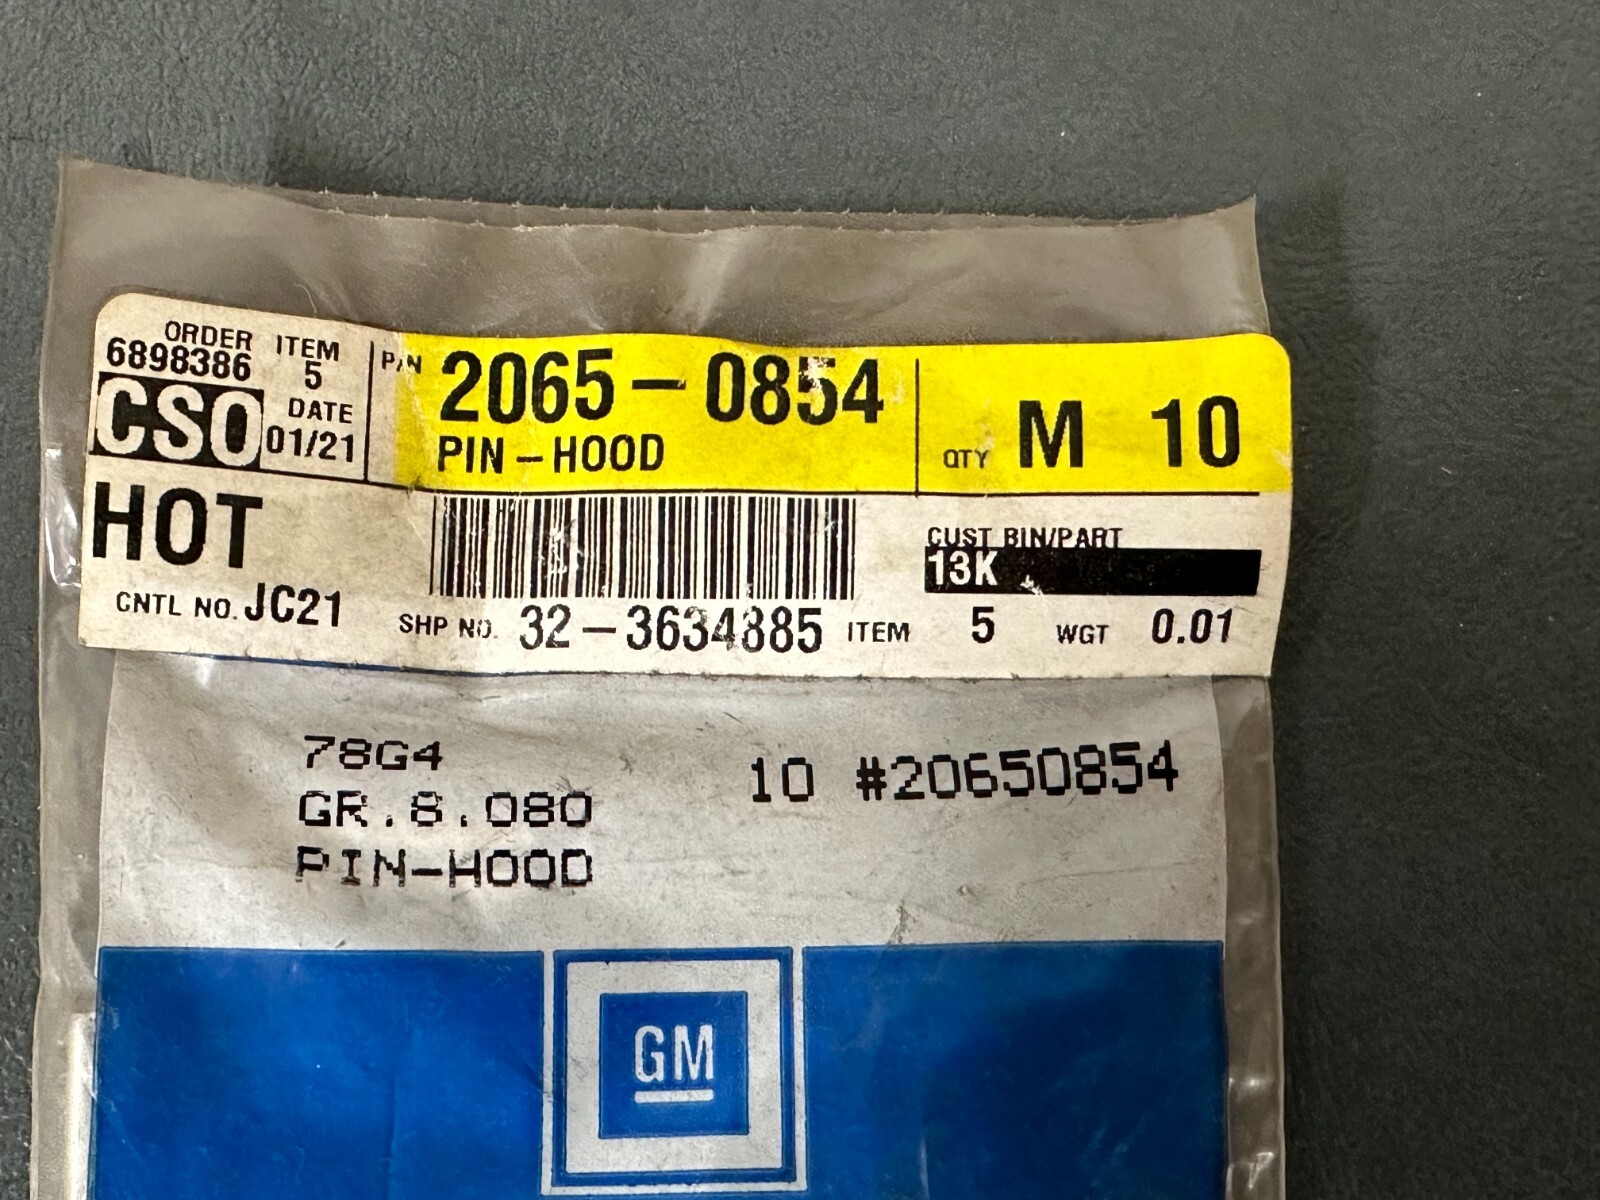 ORDER ITEM
6898386 5
CSO DATE
01/21
P/N 2065-0854
PIN-HOOD
QTY M 10
HOT
CUST BIN/PART
13K
CNTL NO. JC21
SHP NO. 32-3634885 ITEM 5 WGT 0.01
78G4
10 #20650854
GR.8.080
PIN-HOOD
GM